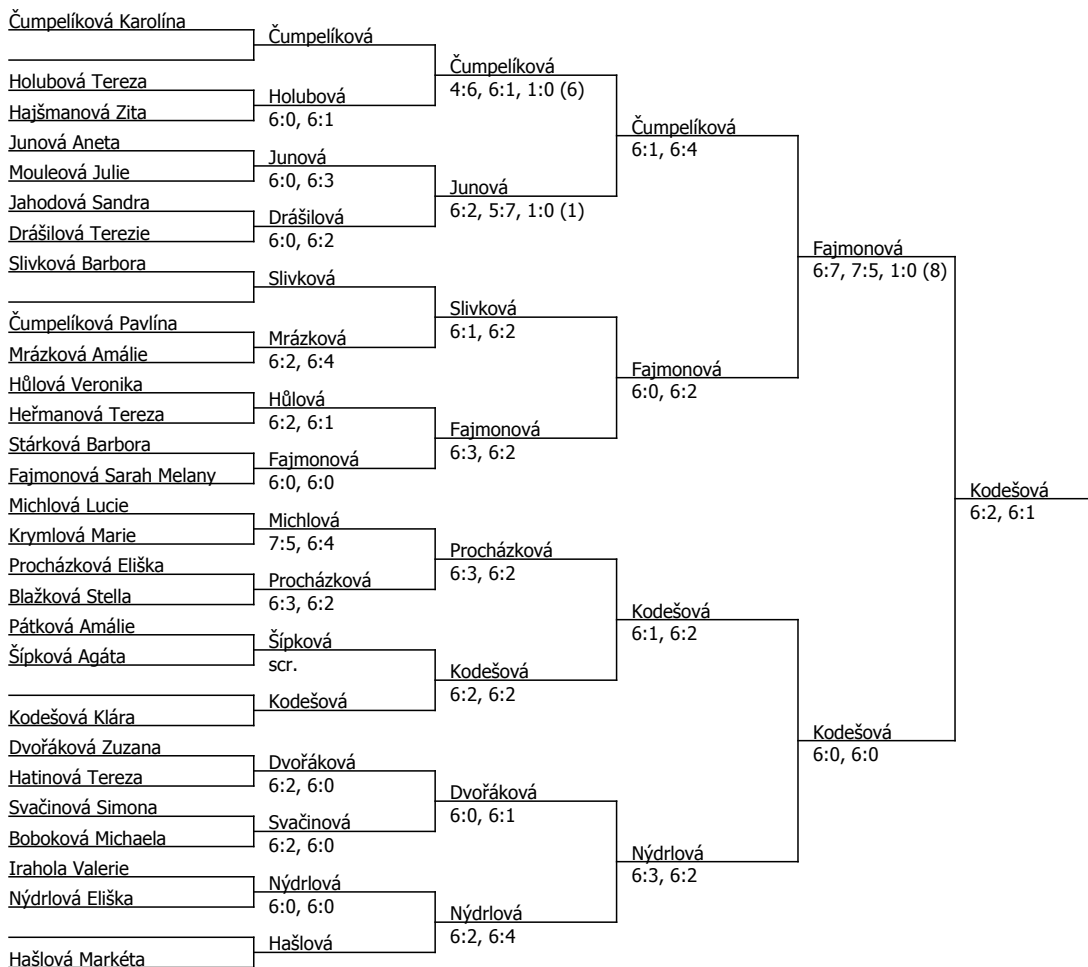 Čumpelíková Karolína
Holubová Tereza
Hajšmanová Zita
Junová Aneta
Mouleová Julie
Jahodová Sandra
Drášilová Terezie
Slivková Barbora
Čumpelíková Pavlína
Mrázková Amálie
Hůlová Veronika
Heřmanová Tereza
Stárková Barbora
Fajmonová Sarah Melany
Michlová Lucie
Krymlová Marie
Procházková Eliška
Blažková Stella
Pátková Amálie
Šípková Agáta
Kodešová Klára
Dvořáková Zuzana
Hatinová Tereza
Svačinová Simona
Boboková Michaela
Irahola Valerie
Nýdrlová Eliška
Hašlová Markéta
Čumpelíková
Holubová
6:0, 6:1
Junová
6:0, 6:3
Drášilová
6:0, 6:2
Slivková
Mrázková
6:2, 6:4
Hůlová
6:2, 6:1
Fajmonová
6:0, 6:0
Michlová
7:5, 6:4
Procházková
6:3, 6:2
Šípková
scr.
Kodešová
Dvořáková
6:2, 6:0
Svačinová
6:2, 6:0
Nýdrlová
6:0, 6:0
Hašlová
Čumpelíková
4:6, 6:1, 1:0 (6)
Junová
6:2, 5:7, 1:0 (1)
Slivková
6:1, 6:2
Fajmonová
6:3, 6:2
Procházková
6:3, 6:2
Kodešová
6:2, 6:2
Dvořáková
6:0, 6:1
Nýdrlová
6:2, 6:4
Čumpelíková
6:1, 6:4
Fajmonová
6:0, 6:2
Kodešová
6:1, 6:2
Nýdrlová
6:3, 6:2
Fajmonová
6:7, 7:5, 1:0 (8)
Kodešová
6:0, 6:0
Kodešová
6:2, 6:1